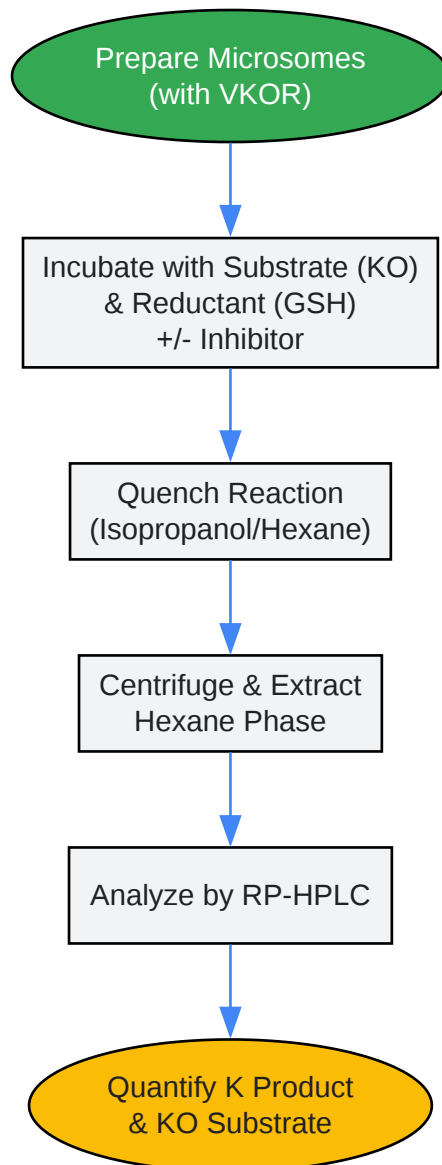 Prepare Microsomes
(with VKOR)
Incubate with Substrate (KO)
& Reductant (GSH)
+/- Inhibitor
Quench Reaction
(Isopropanol/Hexane)
Centrifuge & Extract
Hexane Phase
Analyze by RP-HPLC
Quantify K Product
& KO Substrate